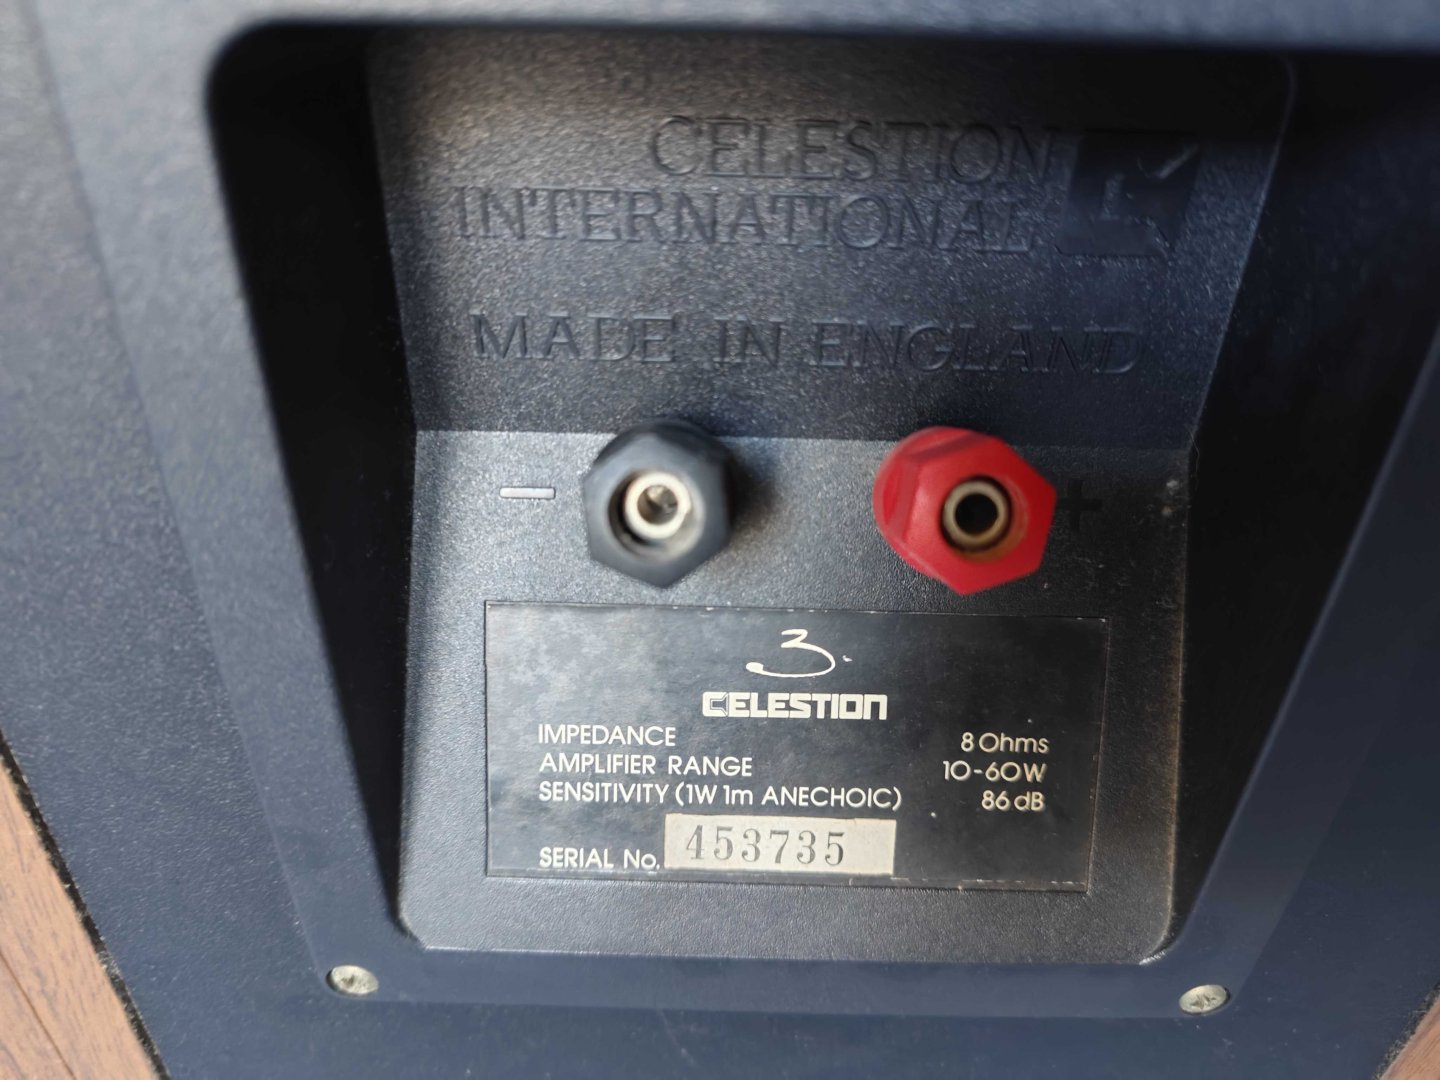 CELESTION
INTERNATIONAL
MADE IN ENGLAND
— +
3.
CELESTION
IMPEDANCE 8 Ohms
AMPLIFIER RANGE 10-60W
SENSITIVITY (1W 1m ANECHOIC) 86 dB
SERIAL No. 453735